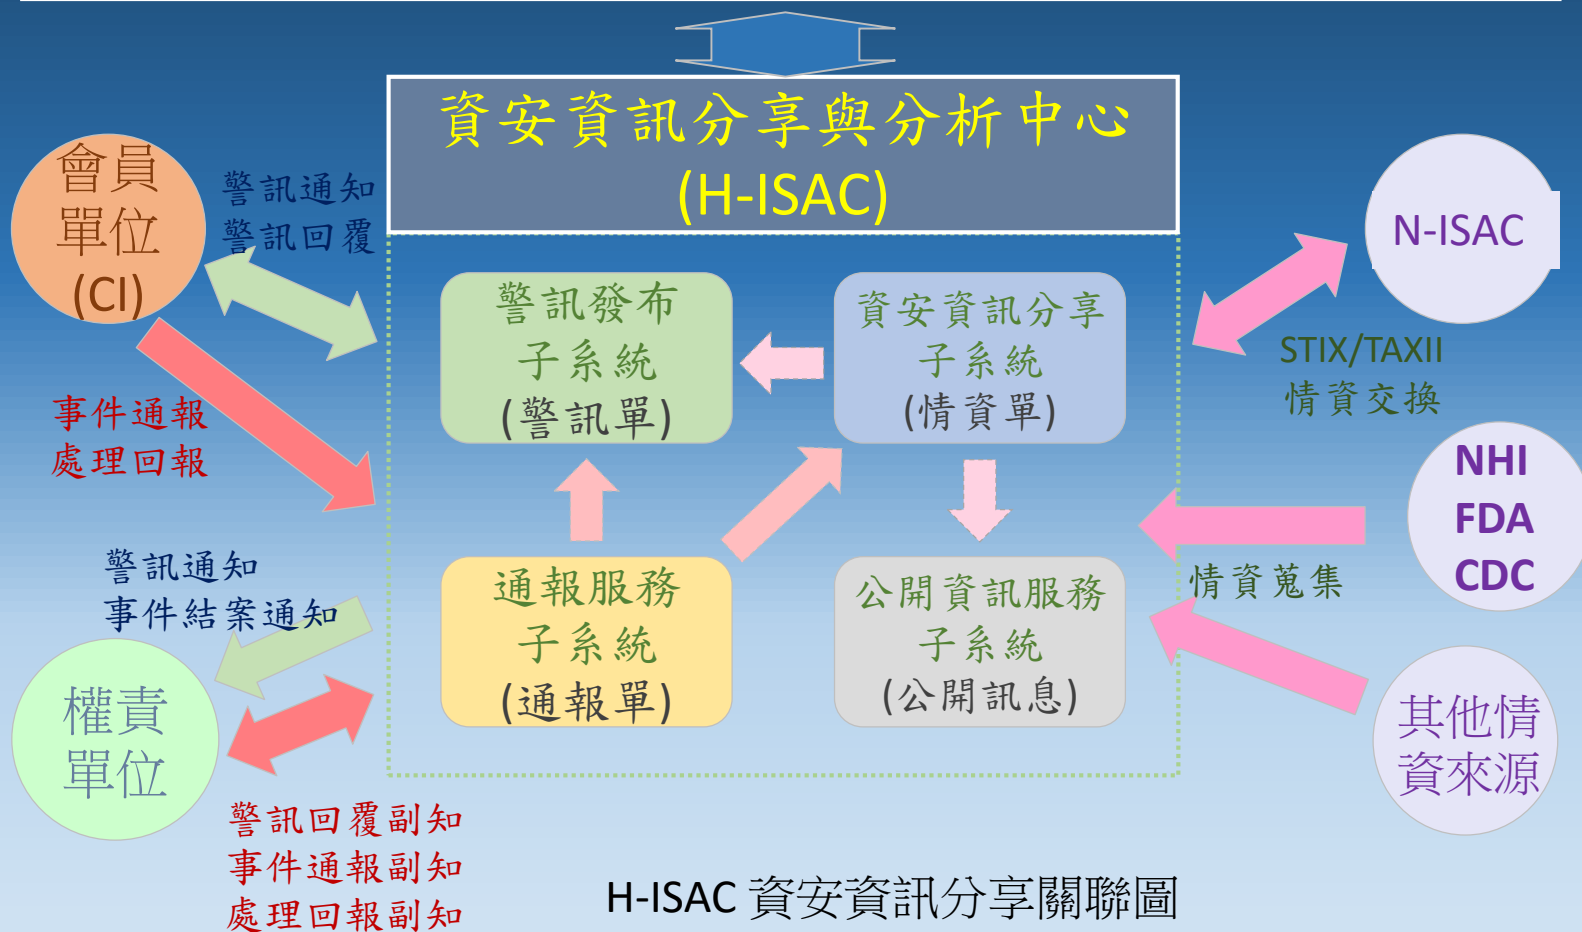 資安資訊分享與分析中心
(H-ISAC)
會員
單位
(CI)
警訊通知
警訊回覆
事件通報
處理回報
警訊發布
子系統
(警訊單)
資安資訊分享
子系統
(情資單)
N-ISAC
STIX/TAXII
情資交換
NHI
FDA
CDC
情資蒐集
通報服務
子系統
(通報單)
公開資訊服務
子系統
(公開訊息)
警訊通知
事件結案通知
權責
單位
其他情
資來源
警訊回覆副知
事件通報副知
處理回報副知
H-ISAC 資安資訊分享關聯圖